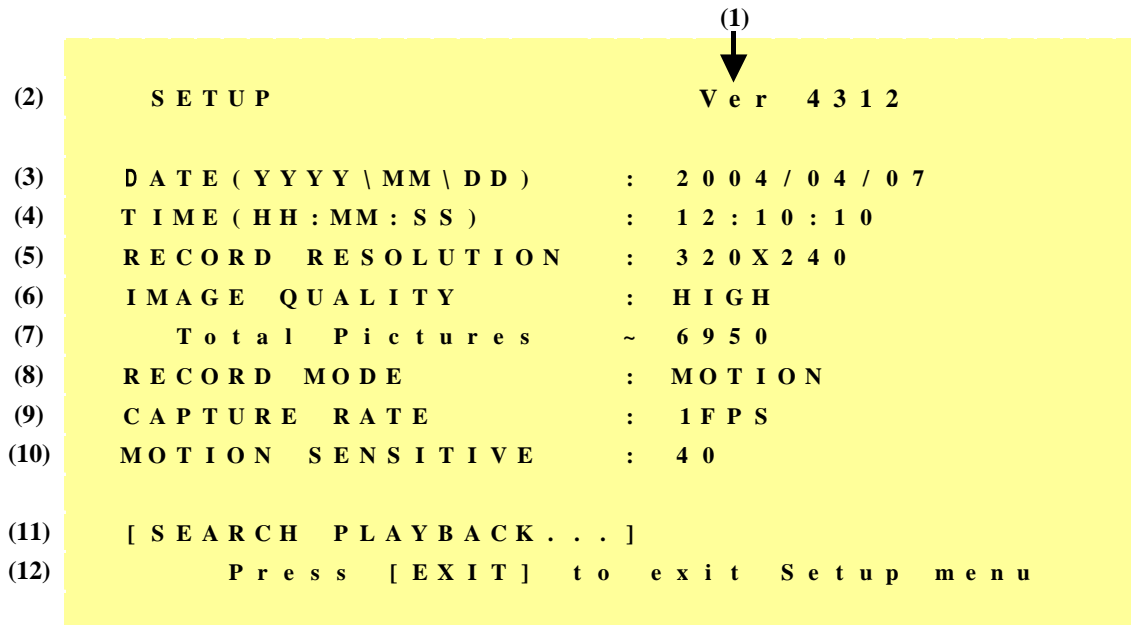 (1)
(2) SETUP Ver 4312
(3) DATE(YYYY\MM\DD) : 2004/04/07
(4) TIME(HH:MM:SS) : 12:10:10
(5) RECORD RESOLUTION : 320X240
(6) IMAGE QUALITY : HIGH
(7) Total Pictures ~ 6950
(8) RECORD MODE : MOTION
(9) CAPTURE RATE : 1FPS
(10) MOTION SENSITIVE : 40
(11) [SEARCH PLAYBACK...]
(12) Press [EXIT] to exit Setup menu